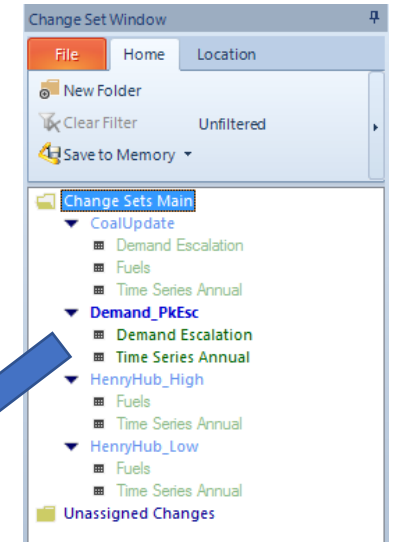 Change Set Window
File Home Location
New Folder
Clear Filter Unfiltered
Save to Memory
Change Sets Main
CoalUpdate
Demand Escalation
Fuels
Time Series Annual
Demand_PkEsc
Demand Escalation
Time Series Annual
HenryHub_High
Fuels
Time Series Annual
HenryHub_Low
Fuels
Time Series Annual
Unassigned Changes